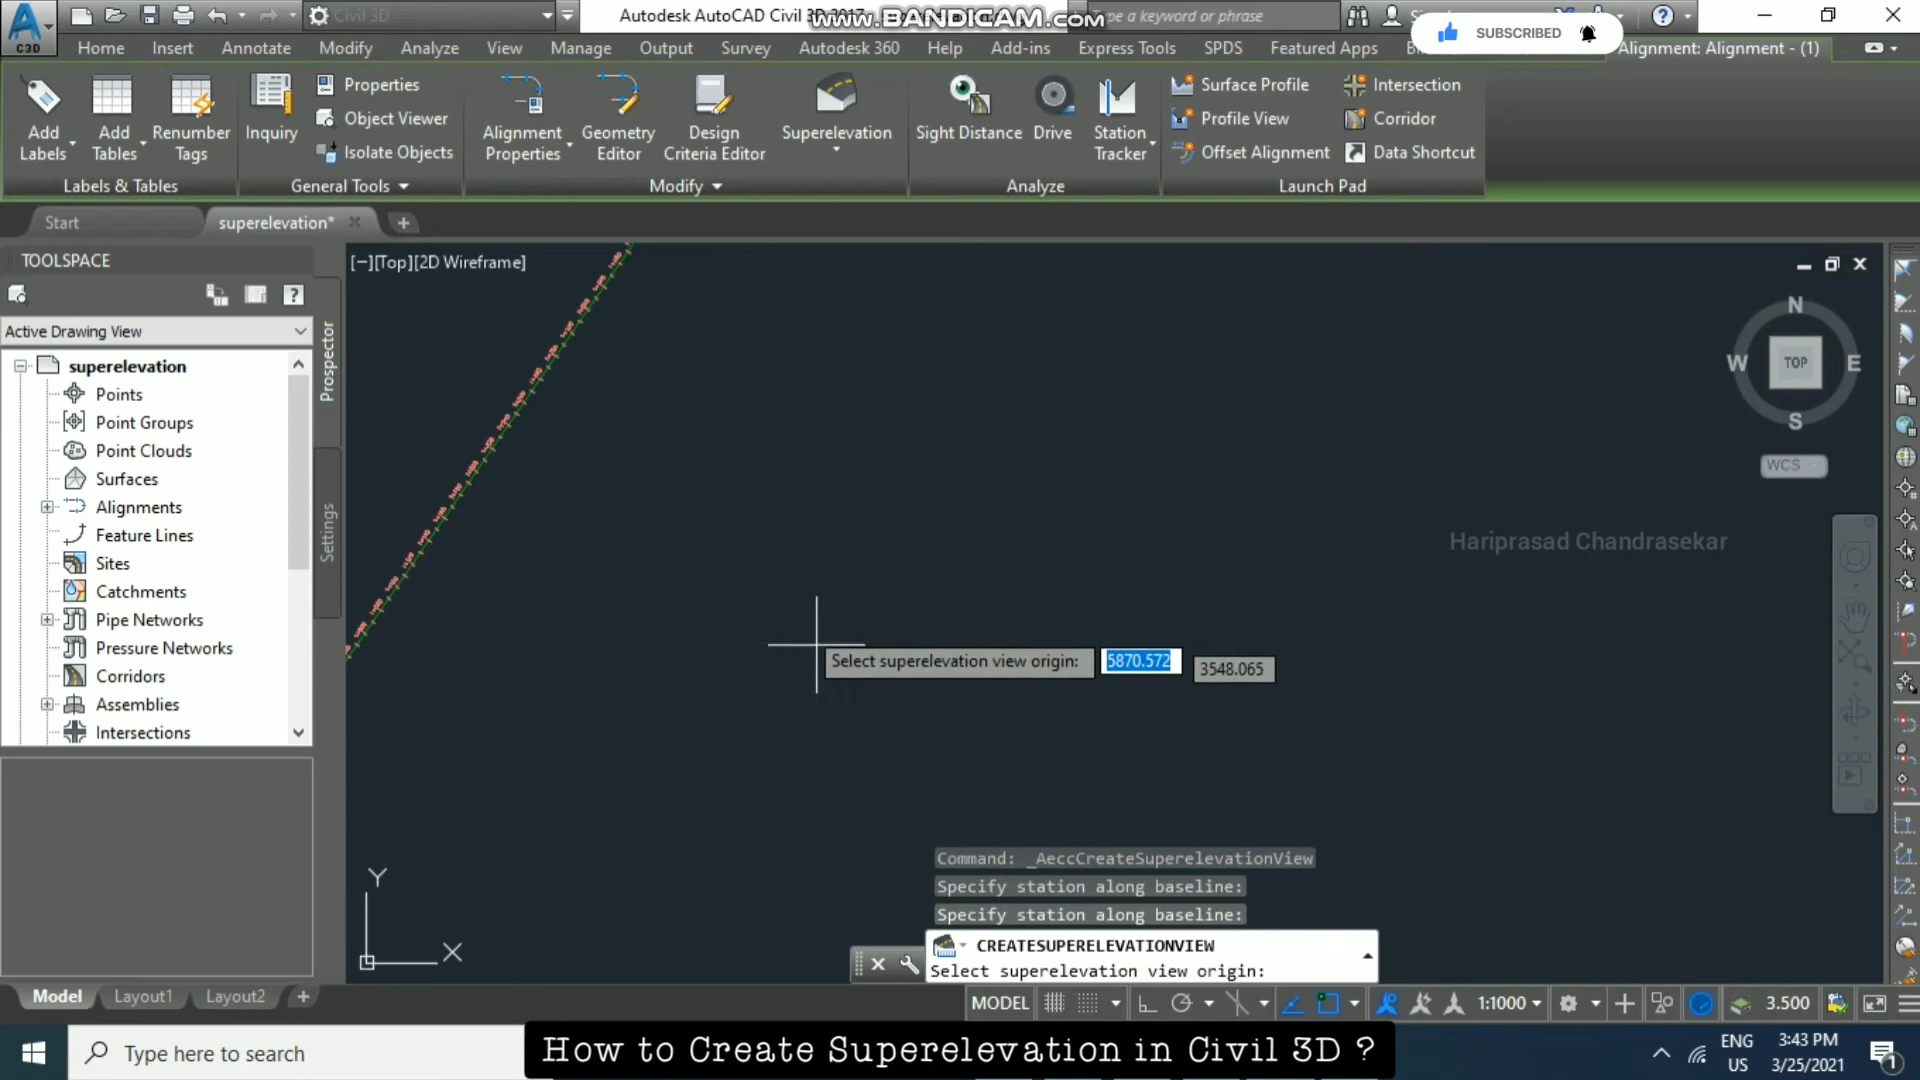 C3D
Civil 3D
Autodesk AutoCAD Civil 3D 2017
www.BANDICAM.com
Type a keyword or phrase
SUBSCRIBED
Home Insert Annotate Modify Analyze View Manage Output Survey Autodesk 360 Help Add-ins Express Tools SPDS Featured Apps Alignment: Alignment - (1)
Add Labels
Add Tables
Renumber Tags
Labels & Tables
Inquiry
Properties
Object Viewer
Isolate Objects
General Tools
Alignment Properties
Geometry Editor
Design Criteria Editor
Superelevation
Modify
Sight Distance
Drive
Station Tracker
Analyze
Surface Profile
Profile View
Offset Alignment
Intersection
Corridor
Data Shortcut
Launch Pad
Start
superelevation*
TOOLSPACE
Active Drawing View
superelevation
Points
Point Groups
Point Clouds
Surfaces
Alignments
Feature Lines
Sites
Catchments
Pipe Networks
Pressure Networks
Corridors
Assemblies
Intersections
Prospector
Settings
[−][Top][2D Wireframe]
N
W TOP E
S
WCS
Hariprasad Chandrasekar
Select superelevation view origin: 5870.572 3548.065
Y
X
Command: _AeccCreateSuperelevationView
Specify station along baseline:
Specify station along baseline:
CREATESUPERELEVATIONVIEW
Select superelevation view origin:
Model Layout1 Layout2
MODEL 1:1000 3.500
Type here to search
How to Create Superelevation in Civil 3D ?
ENG
US
3:43 PM
3/25/2021
1